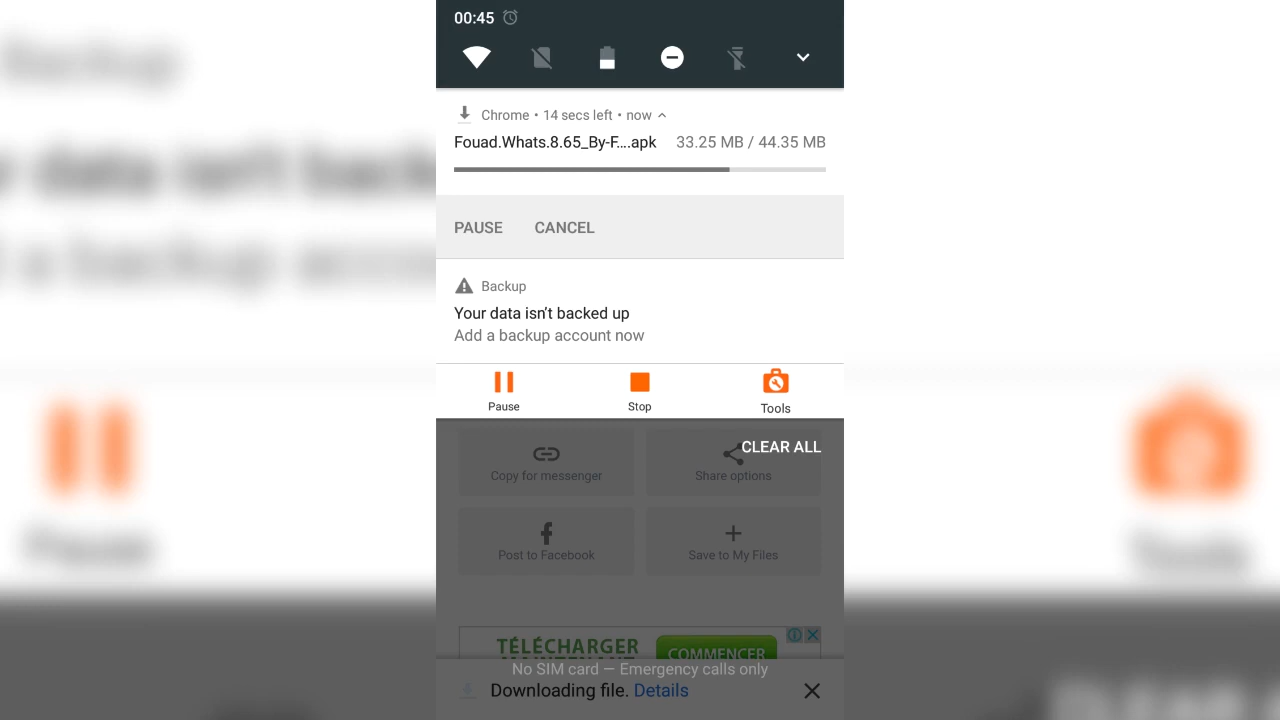 00:45
Chrome • 14 secs left • now
Fouad.Whats.8.65_By-F....apk 33.25 MB / 44.35 MB
PAUSE CANCEL
Backup
Your data isn't backed up
Add a backup account now
Pause Stop Tools
CLEAR ALL
Copy for messenger Share options
Post to Facebook Save to My Files
TÉLÉCHARGER
COMMENCER
No SIM card — Emergency calls only
Downloading file. Details